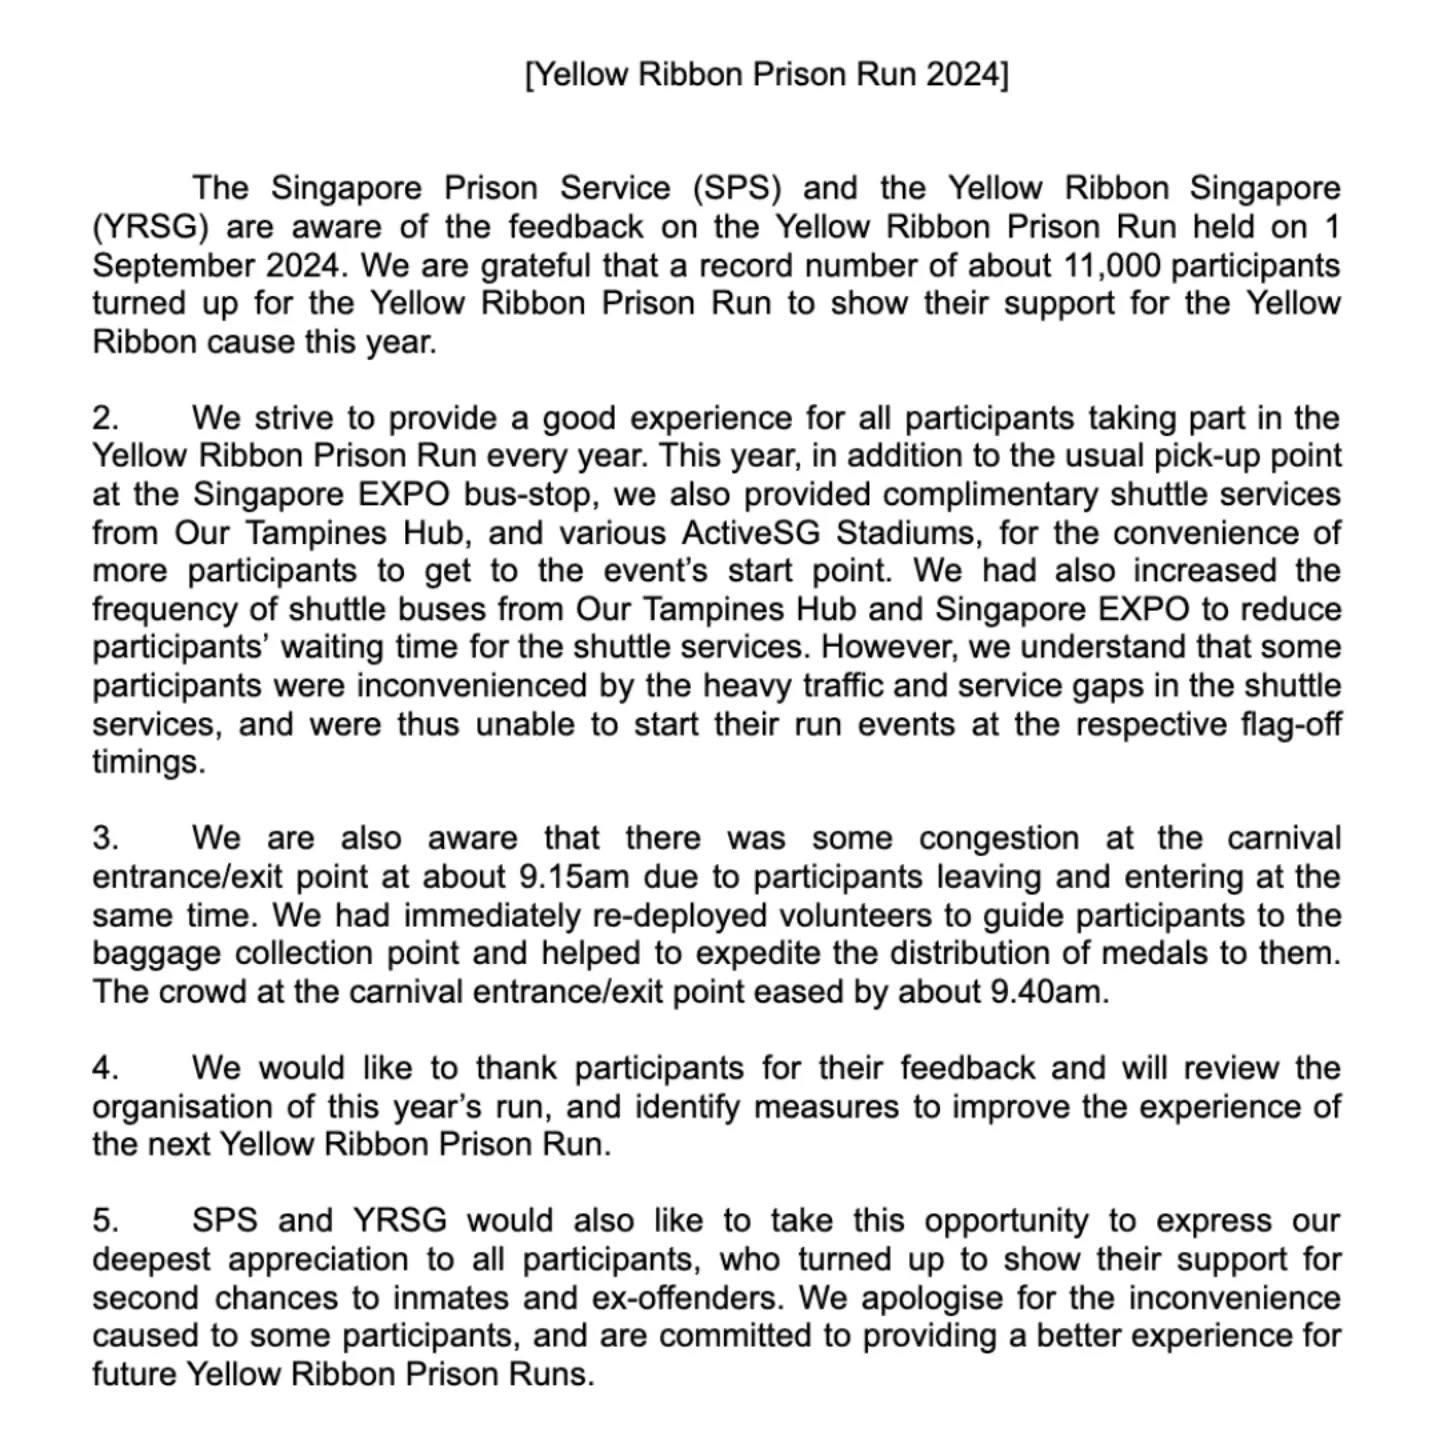 [Yellow Ribbon Prison Run 2024]
The Singapore Prison Service (SPS) and the Yellow Ribbon Singapore
(YRSG) are aware of the feedback on the Yellow Ribbon Prison Run held on 1
September 2024. We are grateful that a record number of about 11,000 participants
turned up for the Yellow Ribbon Prison Run to show their support for the Yellow
Ribbon cause this year.
2. We strive to provide a good experience for all participants taking part in the
Yellow Ribbon Prison Run every year. This year, in addition to the usual pick-up point
at the Singapore EXPO bus-stop, we also provided complimentary shuttle services
from Our Tampines Hub, and various ActiveSG Stadiums, for the convenience of
more participants to get to the event’s start point. We had also increased the
frequency of shuttle buses from Our Tampines Hub and Singapore EXPO to reduce
participants’ waiting time for the shuttle services. However, we understand that some
participants were inconvenienced by the heavy traffic and service gaps in the shuttle
services, and were thus unable to start their run events at the respective flag-off
timings.
3. We are also aware that there was some congestion at the carnival
entrance/exit point at about 9.15am due to participants leaving and entering at the
same time. We had immediately re-deployed volunteers to guide participants to the
baggage collection point and helped to expedite the distribution of medals to them.
The crowd at the carnival entrance/exit point eased by about 9.40am.
4. We would like to thank participants for their feedback and will review the
organisation of this year’s run, and identify measures to improve the experience of
the next Yellow Ribbon Prison Run.
5. SPS and YRSG would also like to take this opportunity to express our
deepest appreciation to all participants, who turned up to show their support for
second chances to inmates and ex-offenders. We apologise for the inconvenience
caused to some participants, and are committed to providing a better experience for
future Yellow Ribbon Prison Runs.